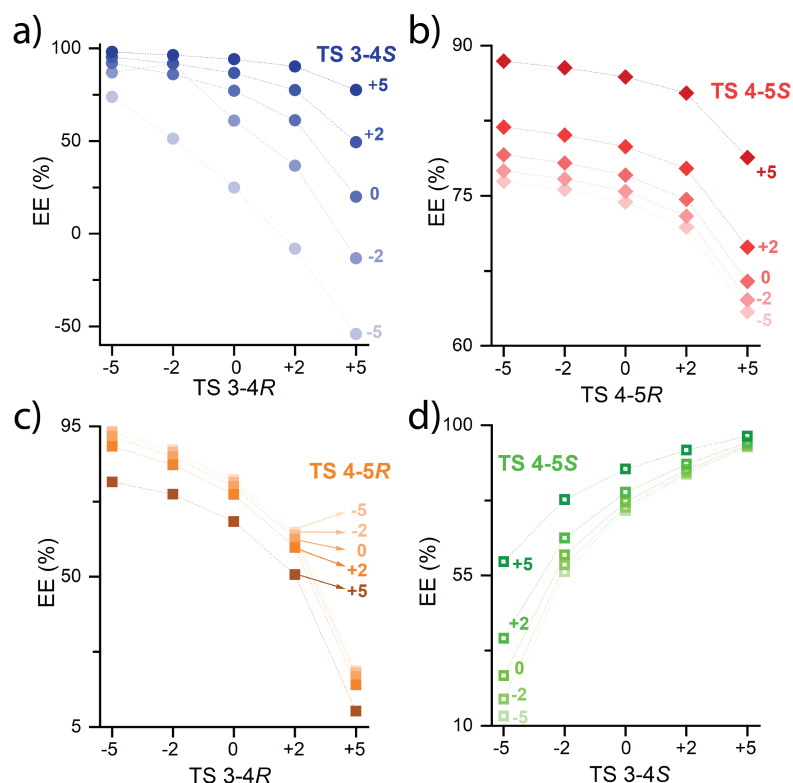 a)
100
50
0
-50
EE (%)
TS 3-4S
+5
+2
0
-2
-5
-5 -2 0 +2 +5
TS 3-4R
b)
90
75
60
EE (%)
TS 4-5S
+5
+2
0
-2
-5
-5 -2 0 +2 +5
TS 4-5R
c)
95
50
5
EE (%)
TS 4-5R
-5
-2
0
+2
+5
-5 -2 0 +2 +5
TS 3-4R
d)
100
55
10
EE (%)
TS 4-5S
+5
+2
0
-2
-5
-5 -2 0 +2 +5
TS 3-4S